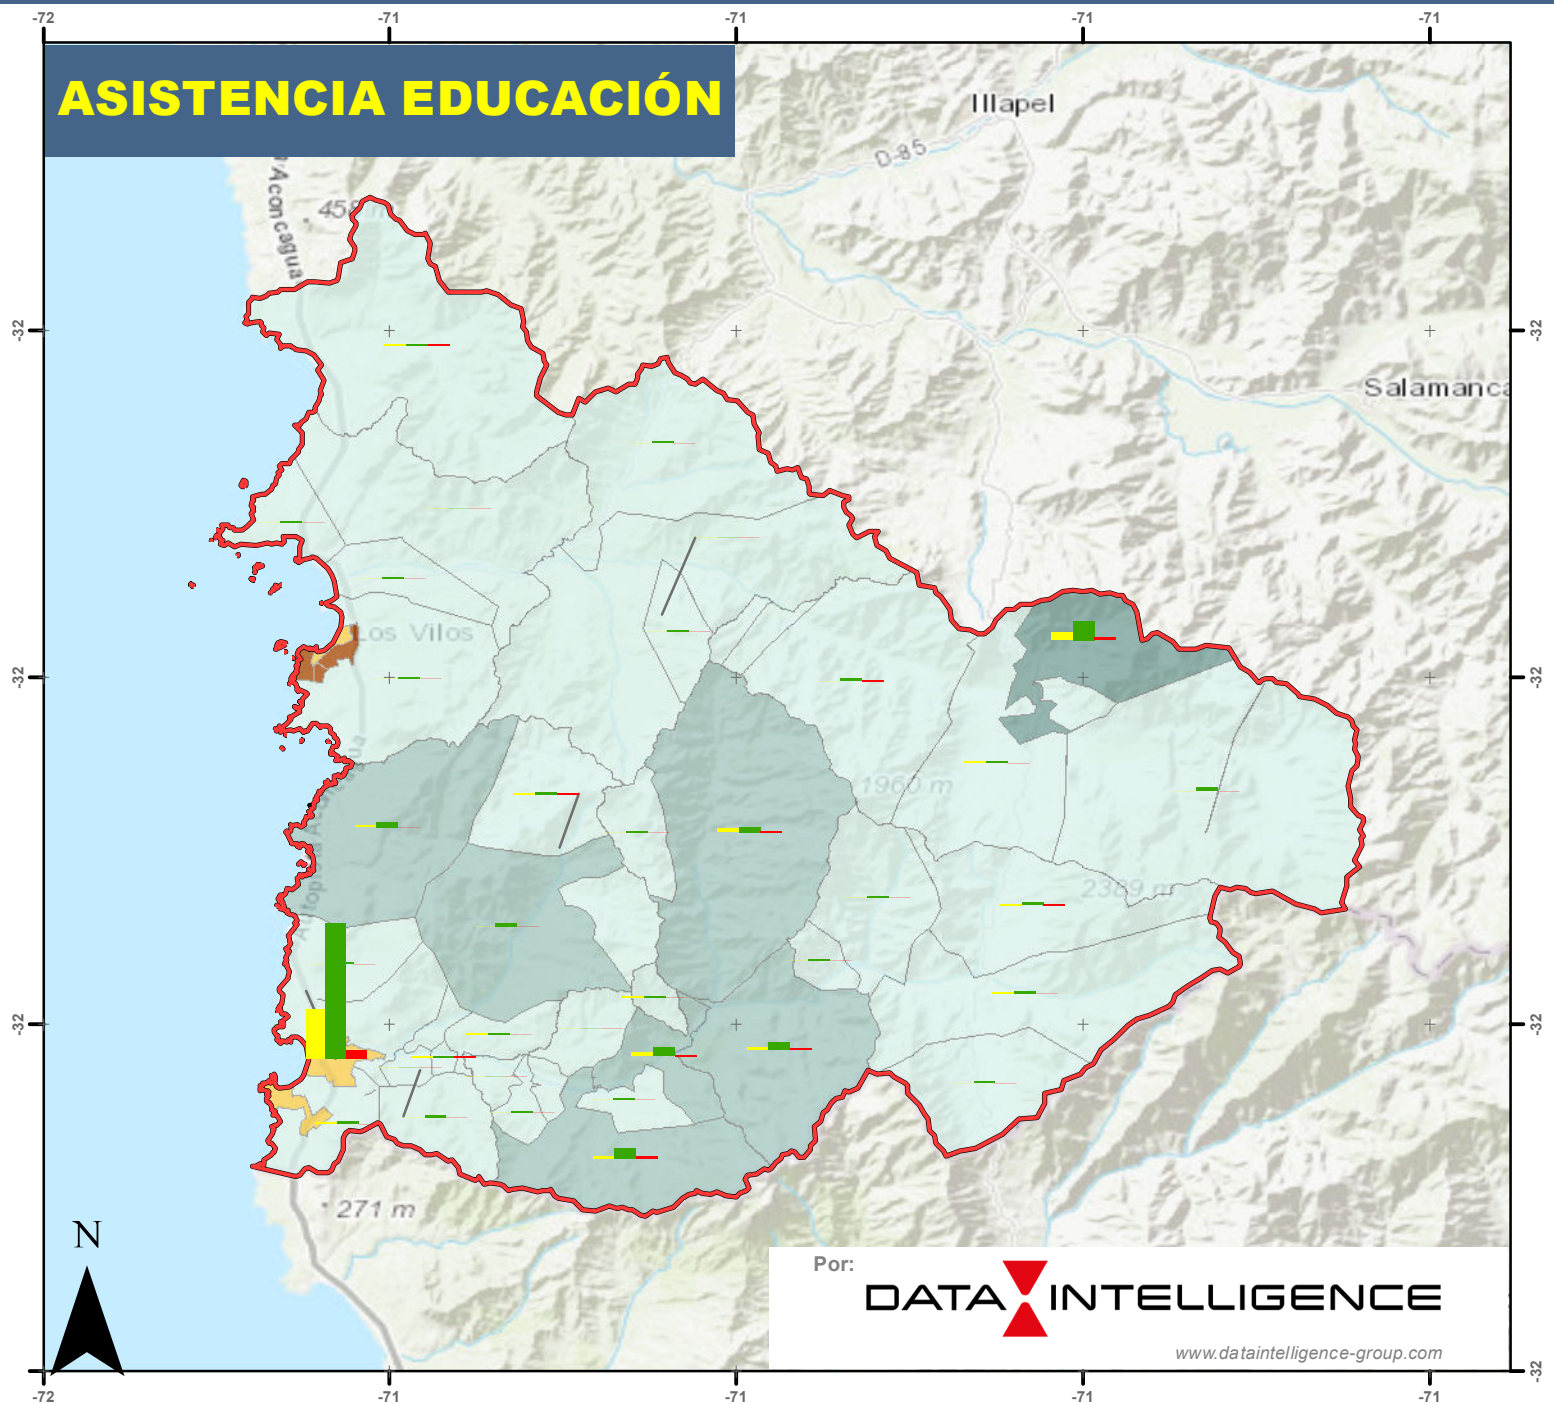 -72
-71
-71
-71
-71
ASISTENCIA EDUCACIÓN
Illapel
D-85
Aconcagua
458 m
-32
-32
Salamanca
Los Vilos
-32
-32
1960 m
2389 m
-32
-32
271 m
N
Por:
DATA INTELLIGENCE
www.dataintelligence-group.com
-32
-72
-71
-71
-71
-71